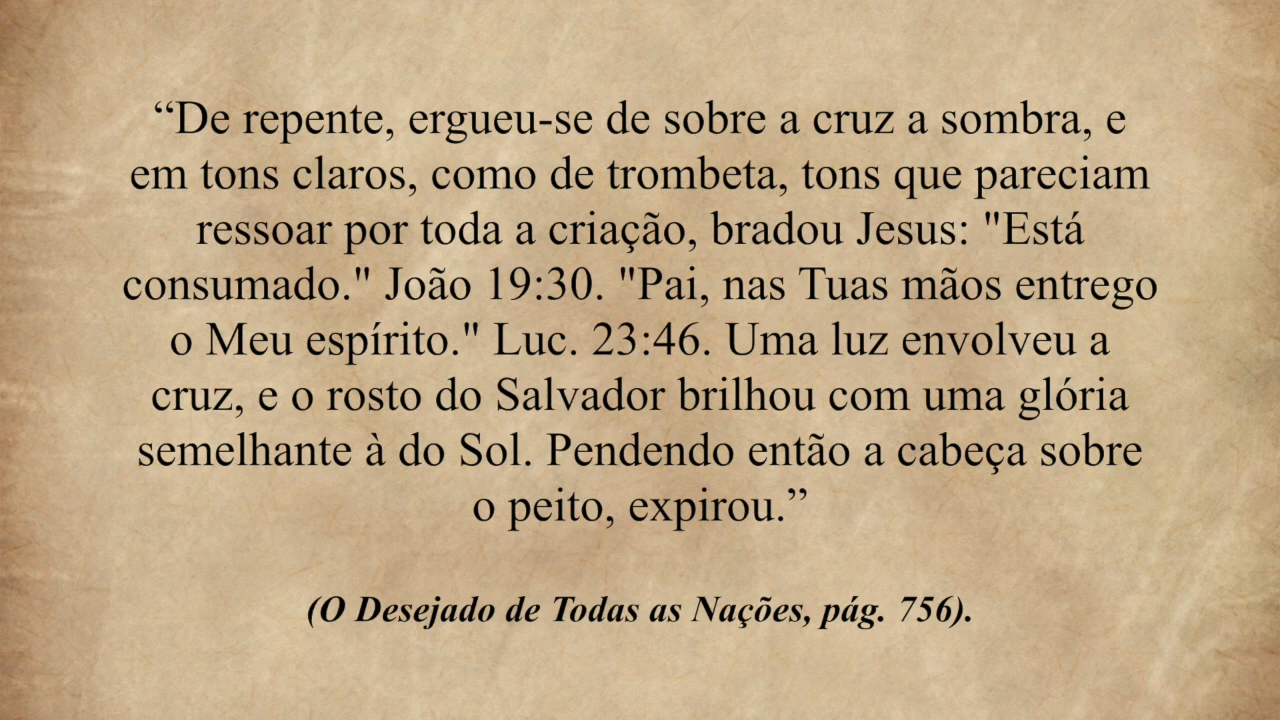 “De repente, ergueu-se de sobre a cruz a sombra, e
em tons claros, como de trombeta, tons que pareciam
ressoar por toda a criação, bradou Jesus: "Está
consumado." João 19:30. "Pai, nas Tuas mãos entrego
o Meu espírito." Luc. 23:46. Uma luz envolveu a
cruz, e o rosto do Salvador brilhou com uma glória
semelhante à do Sol. Pendendo então a cabeça sobre
o peito, expirou.”
(O Desejado de Todas as Nações, pág. 756).